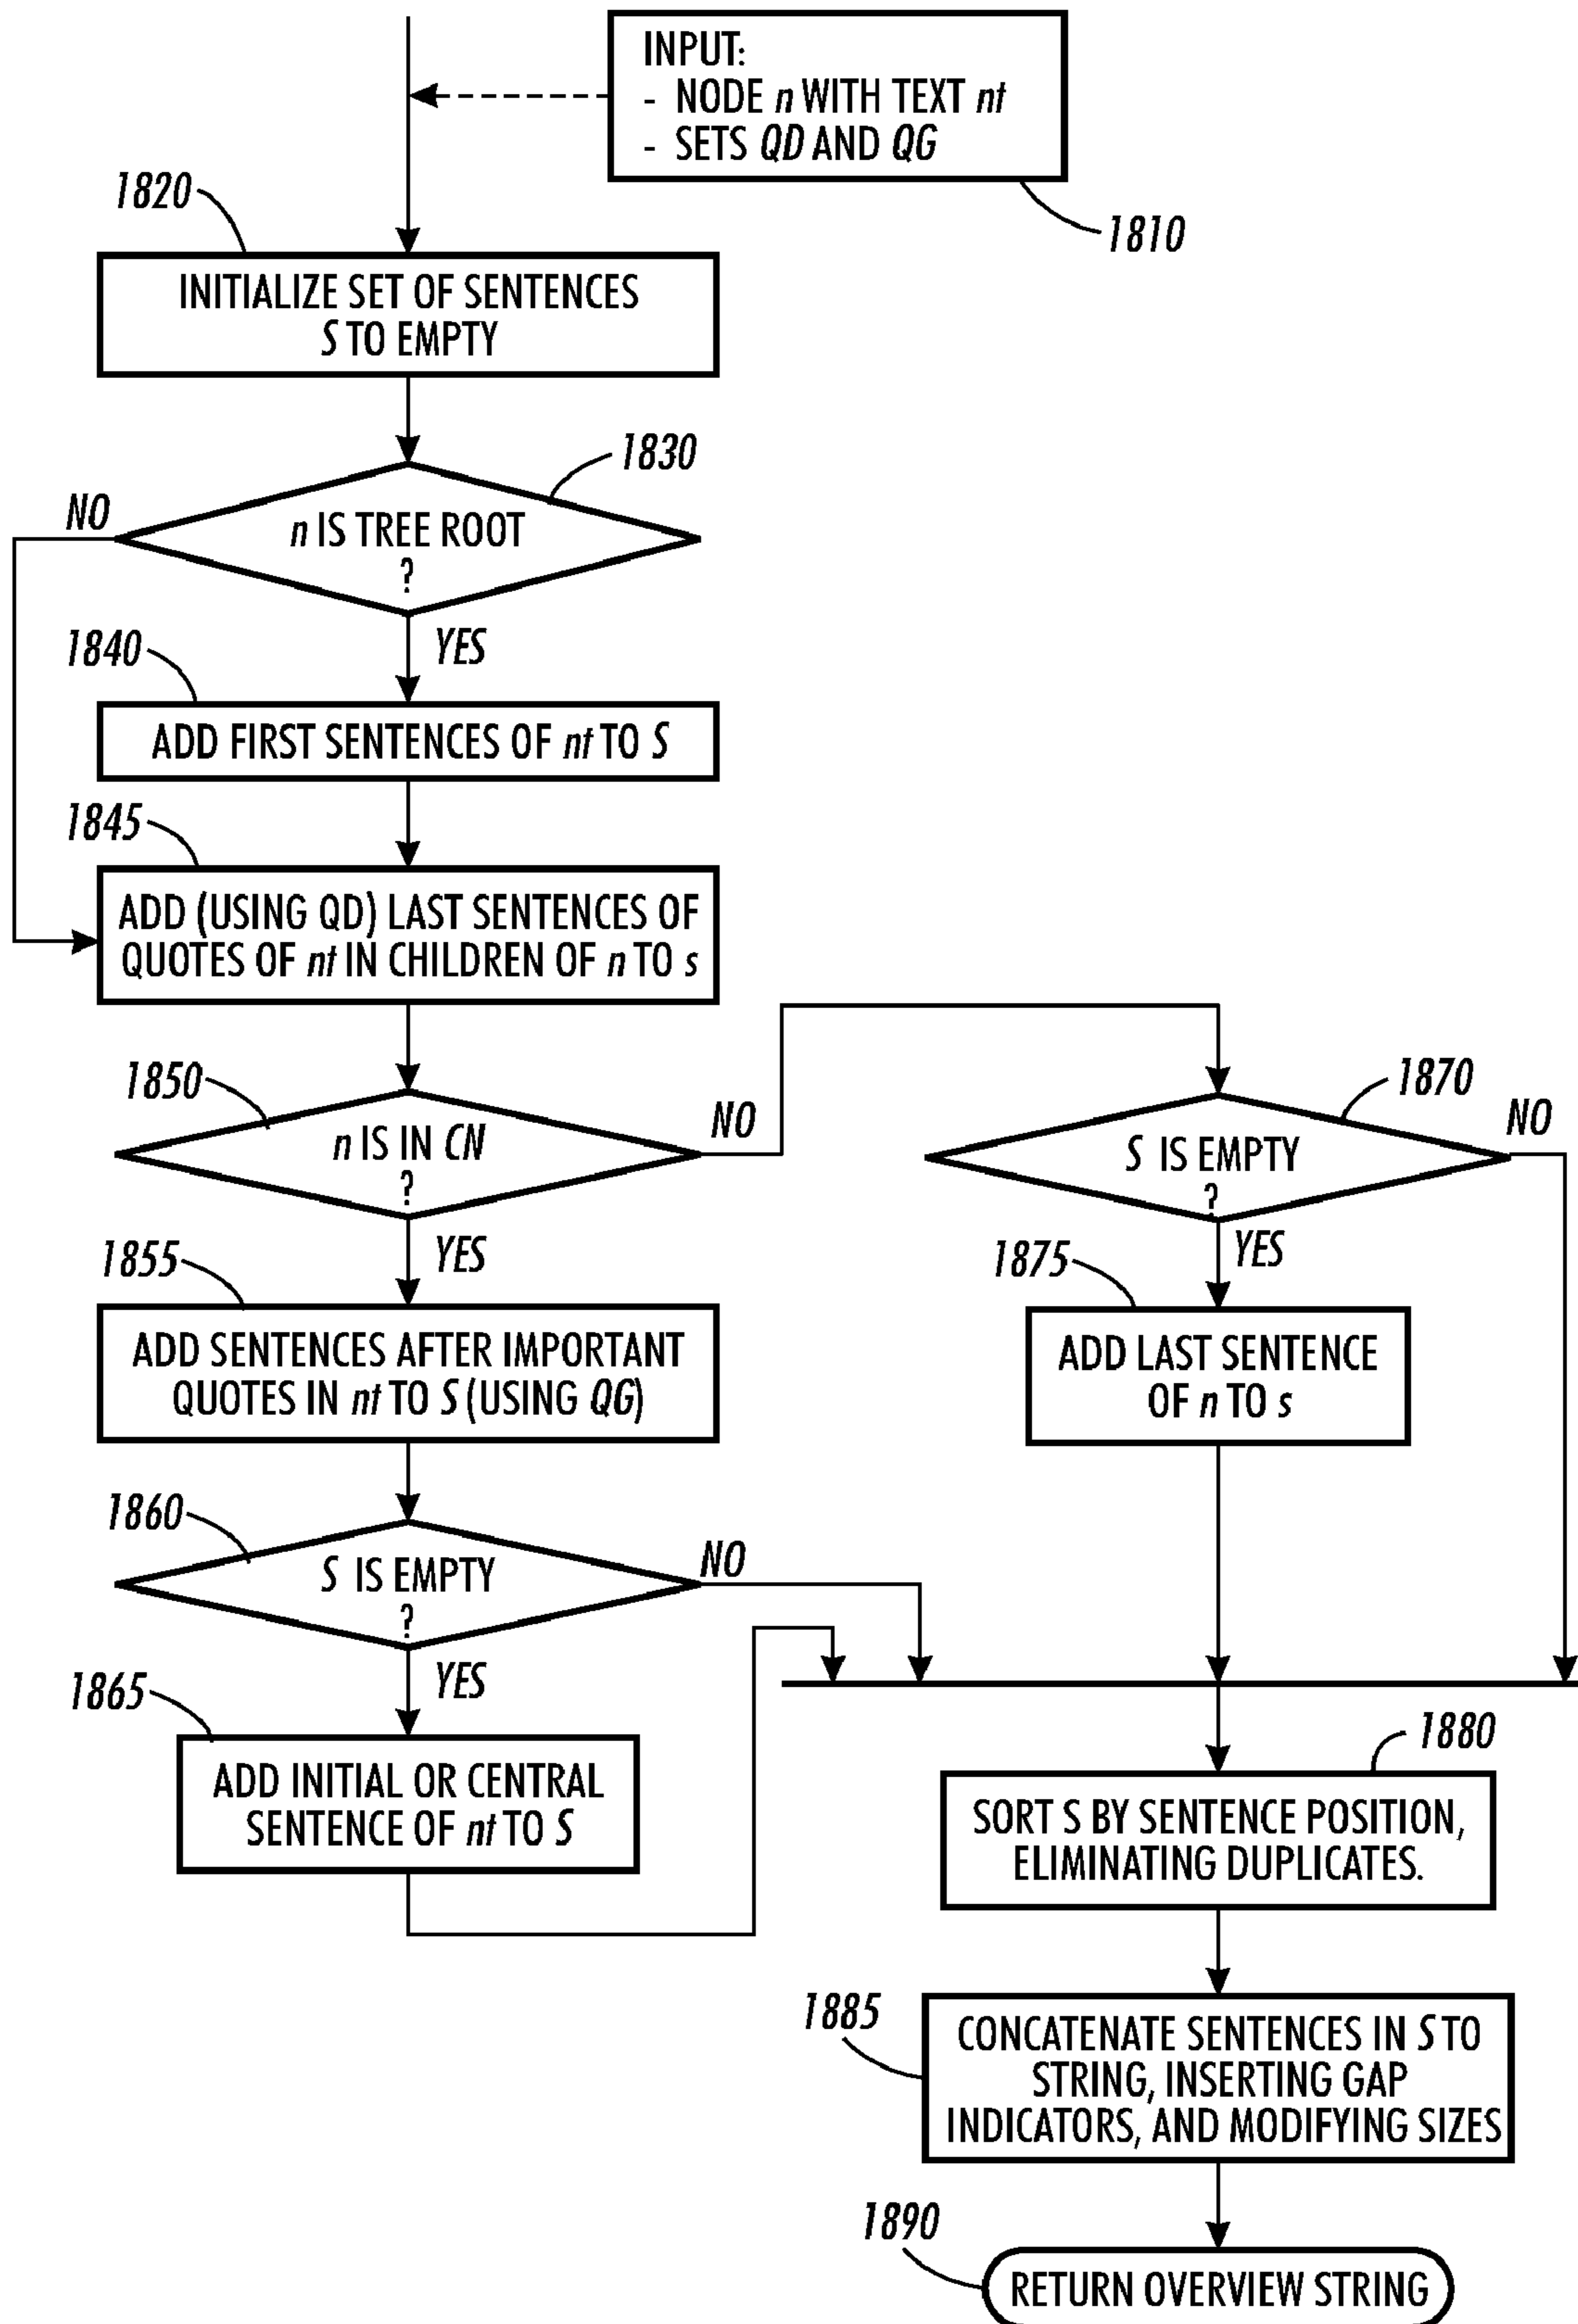 INPUT:
- NODE n WITH TEXT nt
- SETS QD AND QG
1810
1820
INITIALIZE SET OF SENTENCES
S TO EMPTY
1830
n IS TREE ROOT
?
NO
YES
1840
ADD FIRST SENTENCES OF nt TO S
1845
ADD (USING QD) LAST SENTENCES OF
QUOTES OF nt IN CHILDREN OF n TO s
1850
n IS IN CN
?
NO
YES
1855
ADD SENTENCES AFTER IMPORTANT
QUOTES IN nt TO S (USING QG)
1860
S IS EMPTY
?
NO
YES
1865
ADD INITIAL OR CENTRAL
SENTENCE OF nt TO S
1870
S IS EMPTY
?
NO
YES
1875
ADD LAST SENTENCE
OF n TO s
1880
SORT S BY SENTENCE POSITION,
ELIMINATING DUPLICATES.
1885
CONCATENATE SENTENCES IN S TO
STRING, INSERTING GAP
INDICATORS, AND MODIFYING SIZES
1890
RETURN OVERVIEW STRING